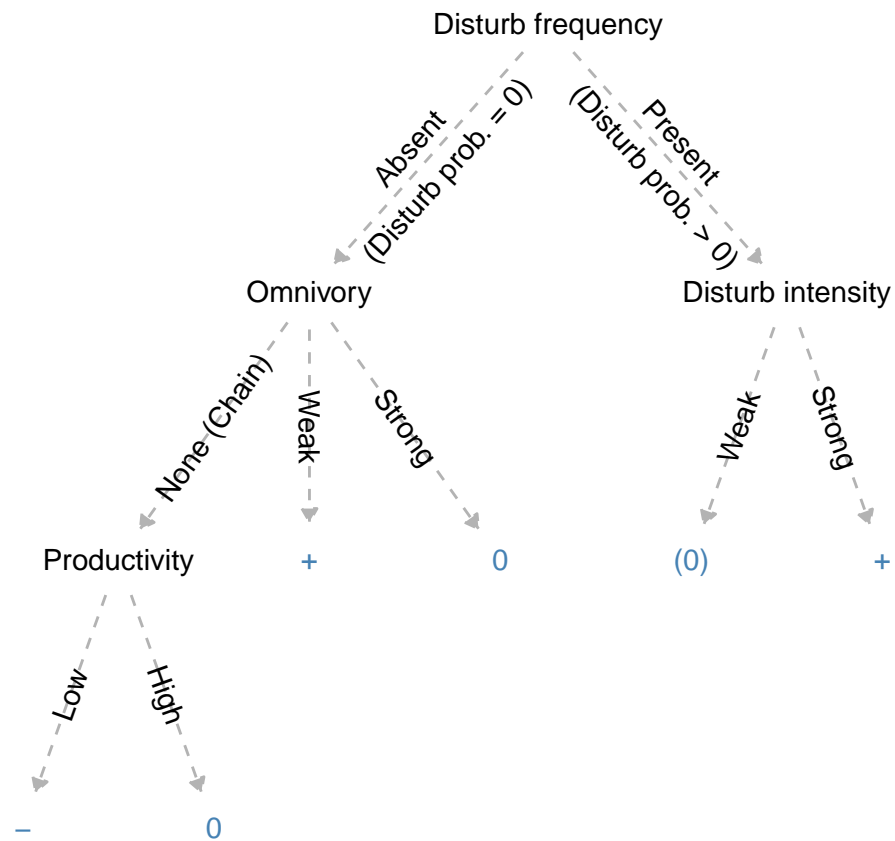 Disturb frequency
Absent
(Disturb prob. = 0)
Present
(Disturb prob. > 0)
Omnivory
Disturb intensity
None (Chain)
Weak
Strong
Weak
Strong
Productivity
+
0
(0)
+
Low
High
−
0